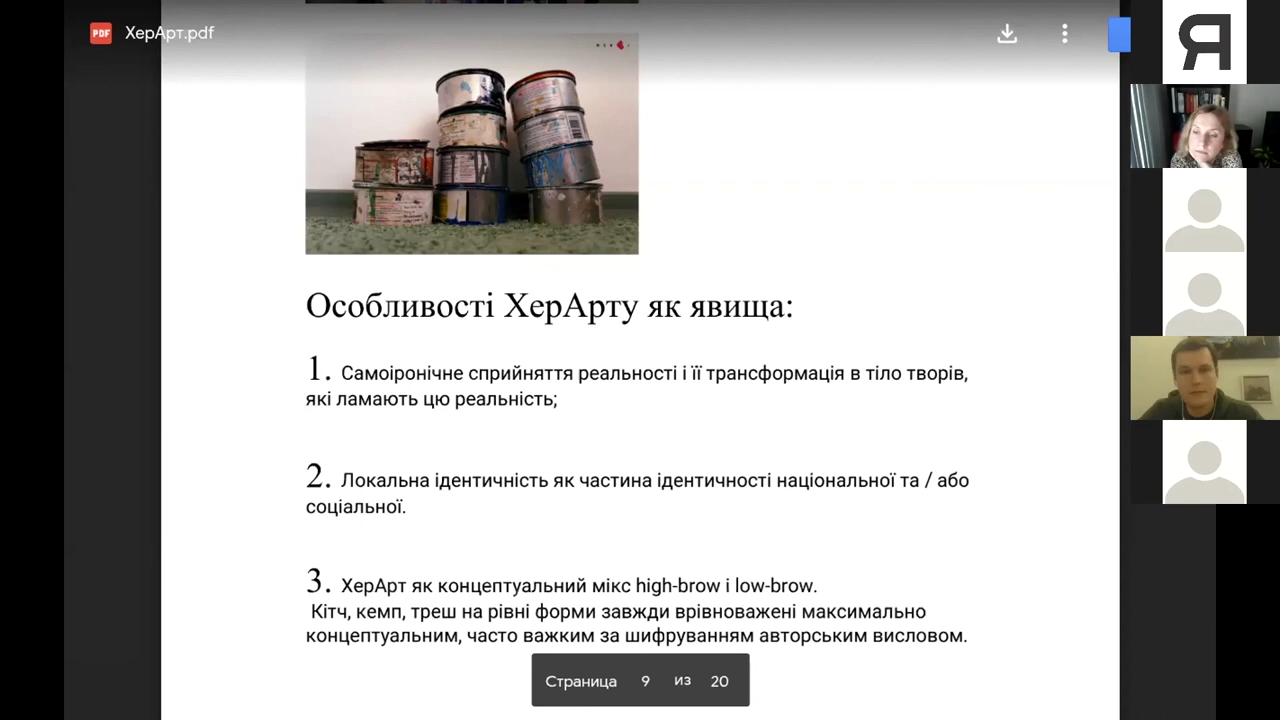 PDF ХерАрт.pdf
Я
Особливості ХерАрту як явища:
1. Самоіронічне сприйняття реальності і її трансформація в тіло творів,
які ламають цю реальність;
2. Локальна ідентичність як частина ідентичності національної та / або
соціальної.
3. ХерАрт як концептуальний мікс high-brow і low-brow.
Кітч, кемп, треш на рівні форми завжди врівноважені максимально
концептуальним, часто важким за шифруванням авторським висловом.
Страница 9 из 20